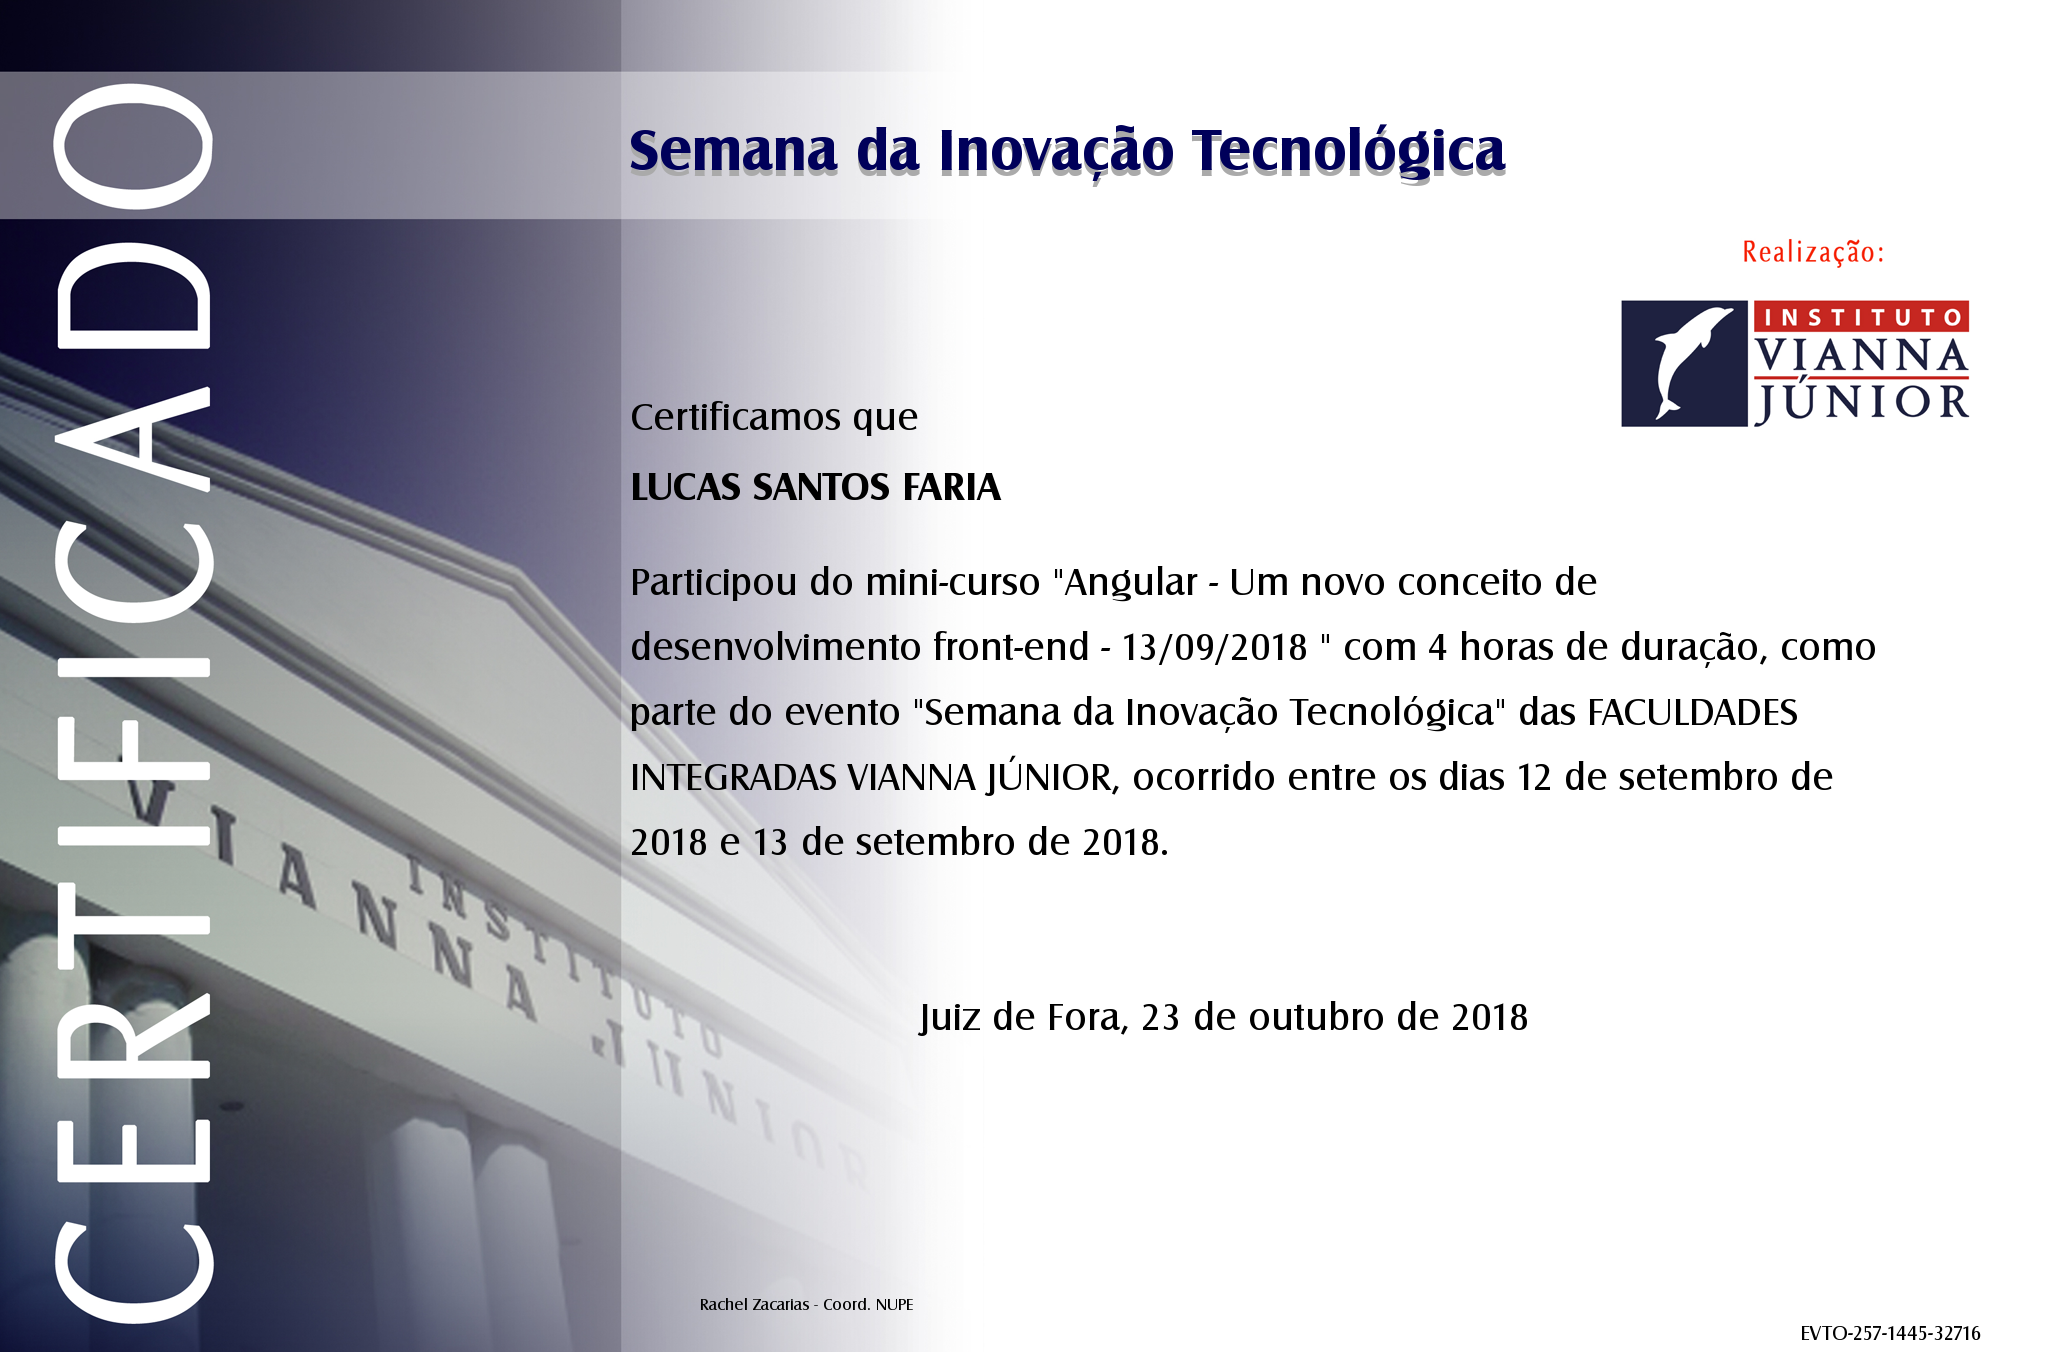 CERTIFICADO
Semana da Inovação Tecnológica
Realização:
INSTITUTO
VIANNA
JÚNIOR
Certificamos que
LUCAS SANTOS FARIA
Participou do mini-curso "Angular - Um novo conceito de
desenvolvimento front-end - 13/09/2018 " com 4 horas de duração, como
parte do evento "Semana da Inovação Tecnológica" das FACULDADES
INTEGRADAS VIANNA JÚNIOR, ocorrido entre os dias 12 de setembro de
2018 e 13 de setembro de 2018.
INSTITUTO
VIANNA JÚNIOR
Juiz de Fora, 23 de outubro de 2018
Rachel Zacarias - Coord. NUPE
EVTO-257-1445-32716